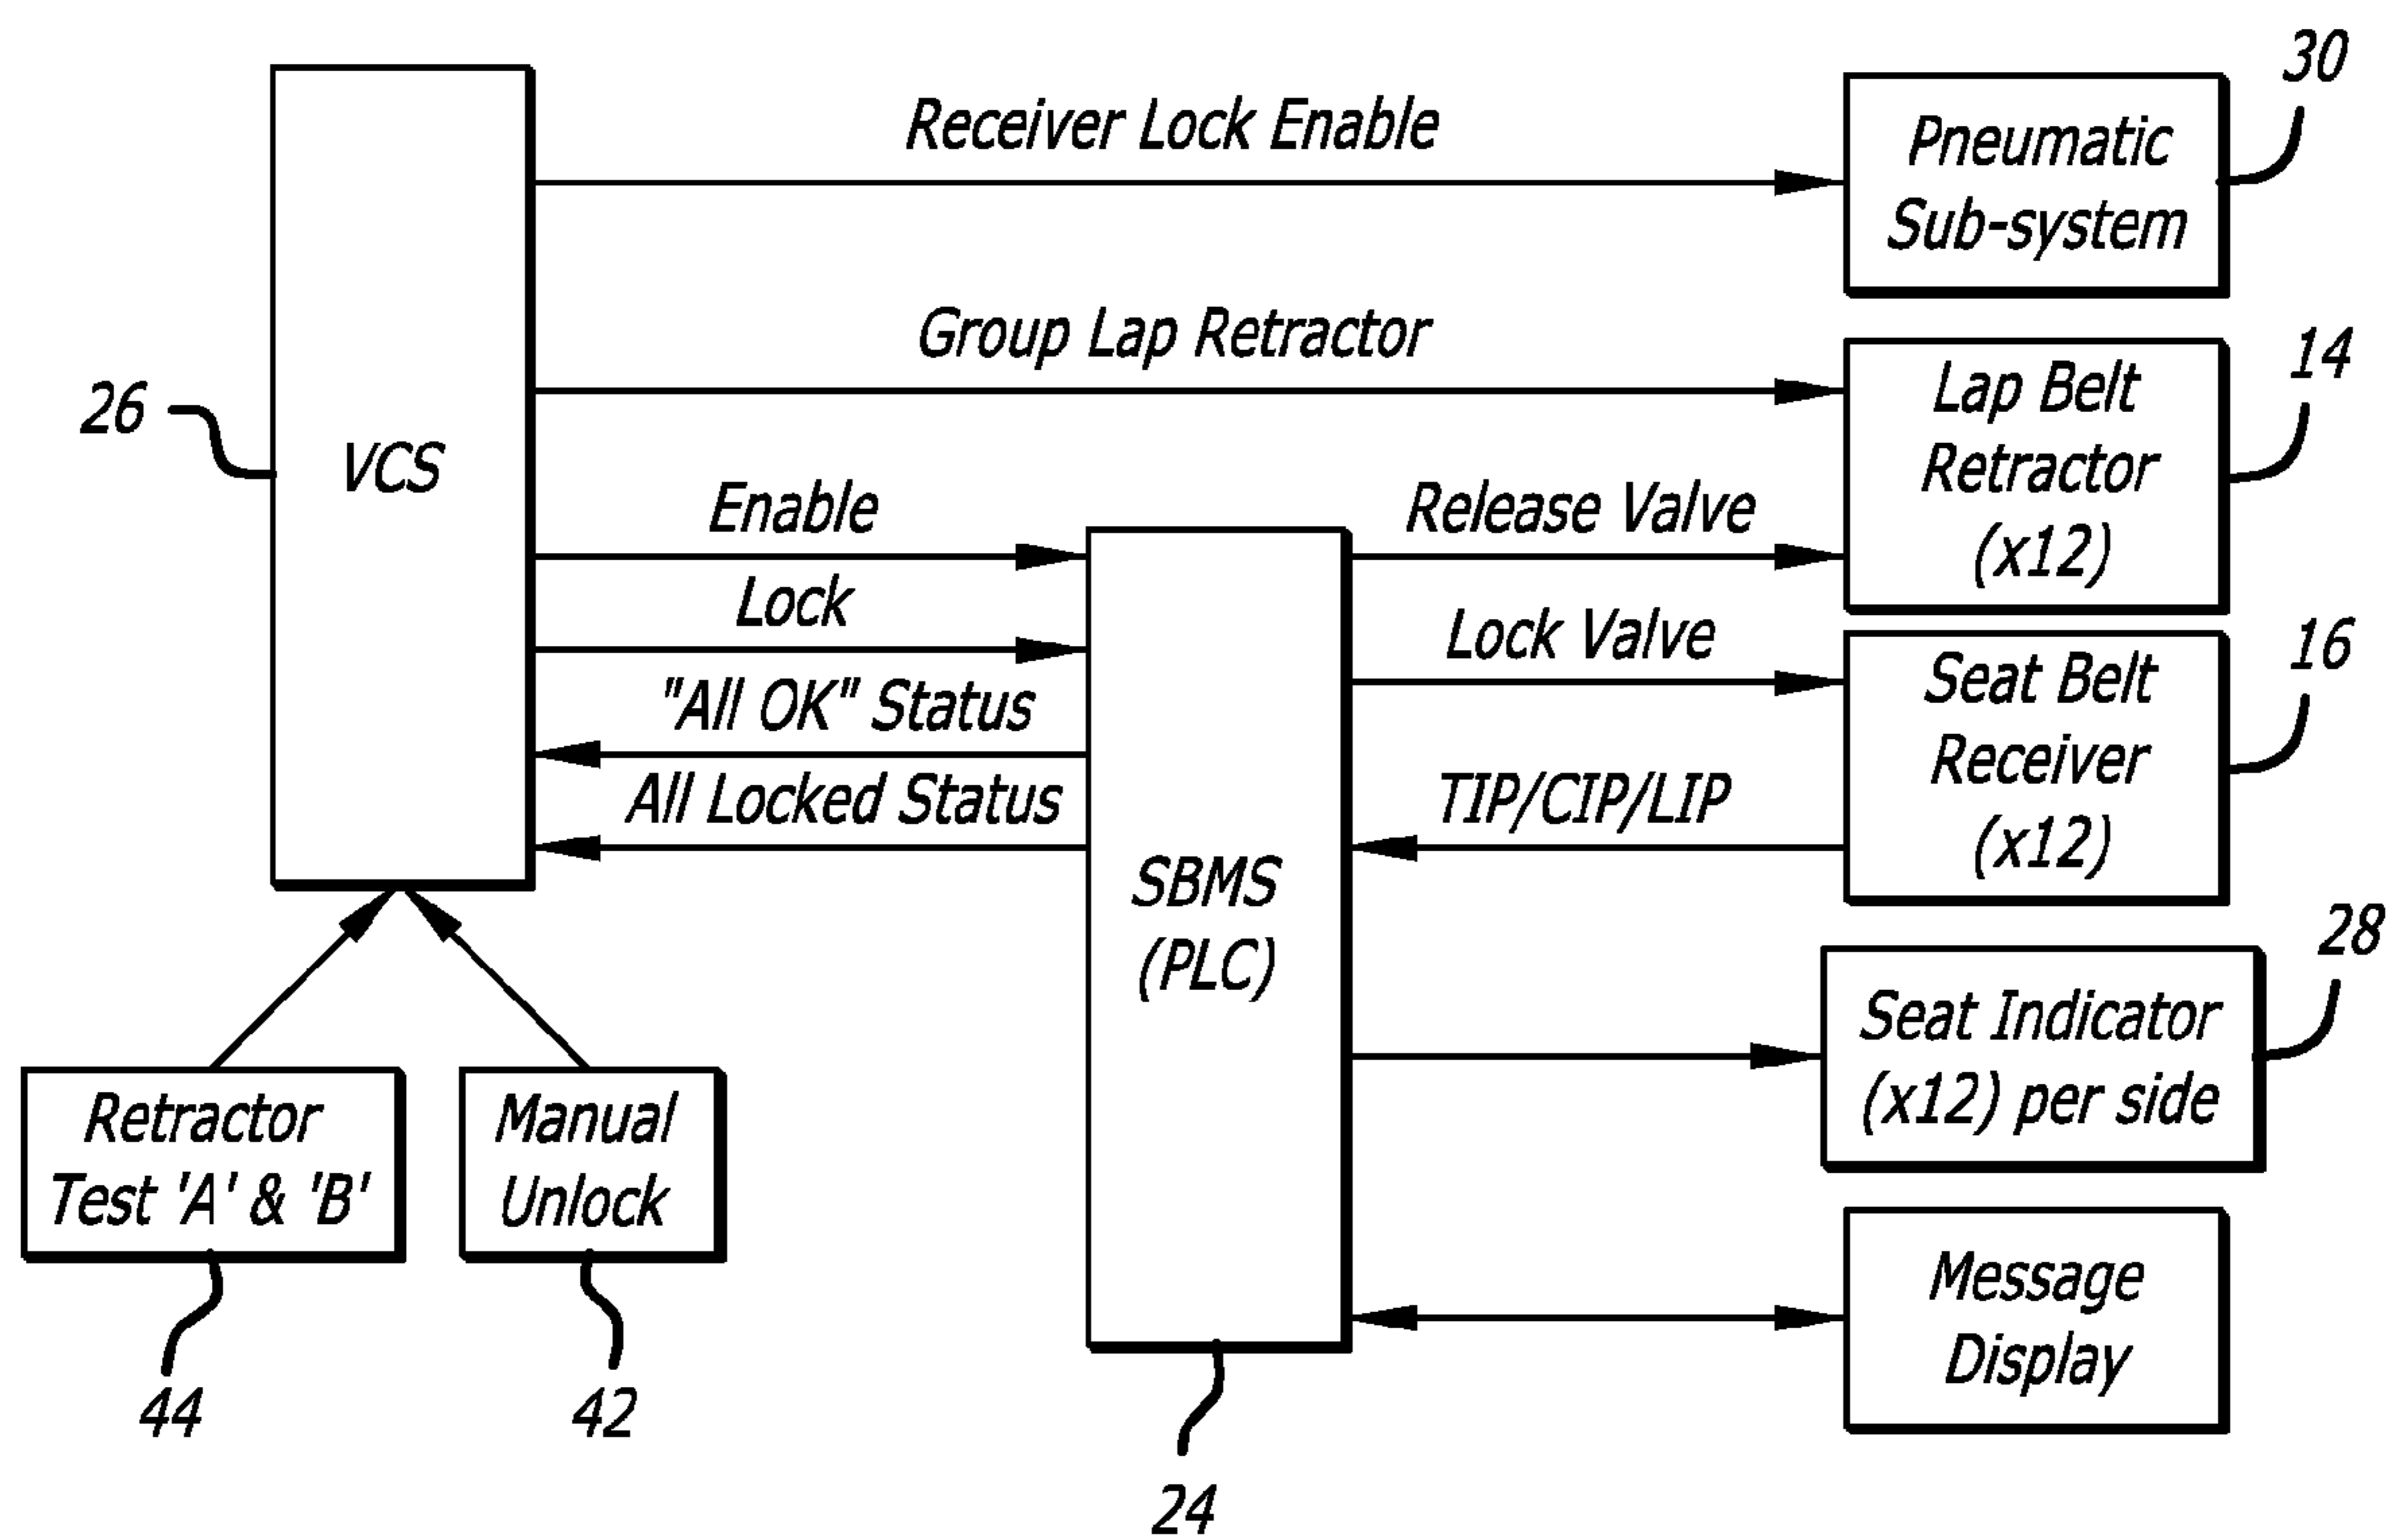 30
Receiver Lock Enable
Pneumatic
Sub-system
Group Lap Retractor
14
Lap Belt
Retractor
(x12)
26
VCS
Enable
Release Valve
Lock
Lock Valve
16
Seat Belt
Receiver
(x12)
"All OK" Status
All Locked Status
TIP/CIP/LIP
SBMS
(PLC)
28
Seat Indicator
(x12) per side
Retractor
Test 'A' & 'B'
Manual
Unlock
Message
Display
44
42
24